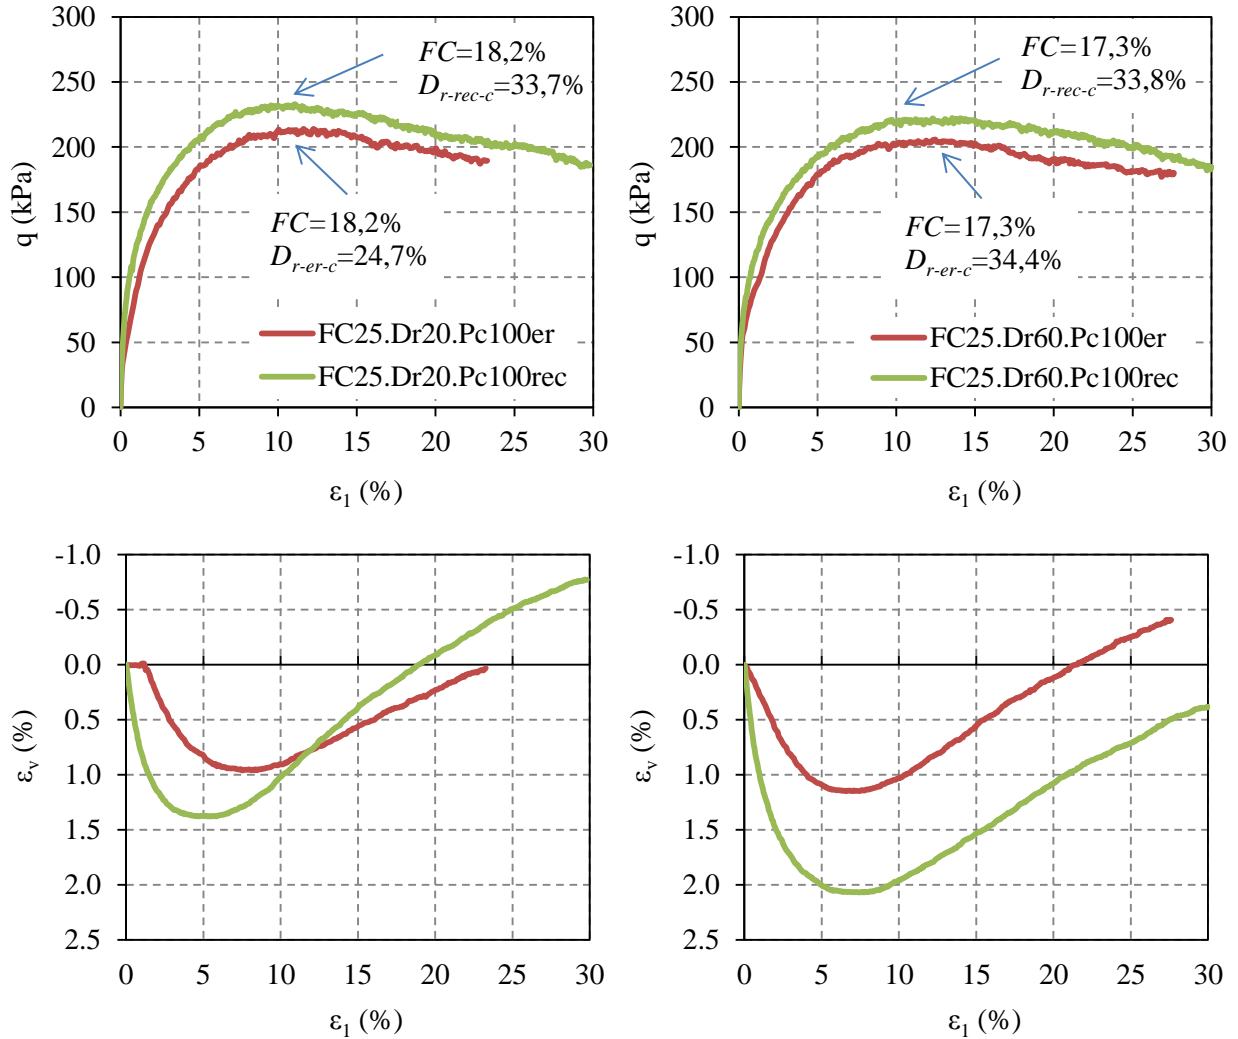 300
250
200
150
100
50
0
q (kPa)
FC=18,2%
D_r-rec-c=33,7%
FC=18,2%
D_r-er-c=24,7%
FC25.Dr20.Pc100er
FC25.Dr20.Pc100rec
0 5 10 15 20 25 30
ε1 (%)
300
250
200
150
100
50
0
q (kPa)
FC=17,3%
D_r-rec-c=33,8%
FC=17,3%
D_r-er-c=34,4%
FC25.Dr60.Pc100er
FC25.Dr60.Pc100rec
0 5 10 15 20 25 30
ε1 (%)
-1.0
-0.5
0.0
0.5
1.0
1.5
2.0
2.5
εv (%)
0 5 10 15 20 25 30
ε1 (%)
-1.0
-0.5
0.0
0.5
1.0
1.5
2.0
2.5
εv (%)
0 5 10 15 20 25 30
ε1 (%)